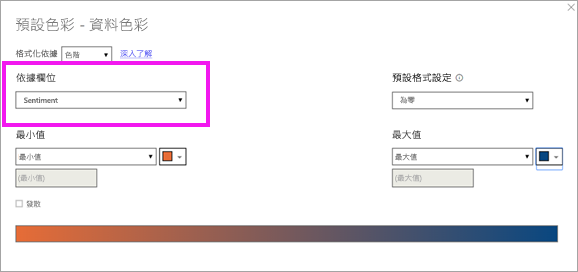 預設色彩 - 資料色彩
格式化依據 色階 深入了解
依據欄位 預設格式設定
Sentiment 為零
最小值 最大值
最小值 最大值
(最小值) (最大值)
發散